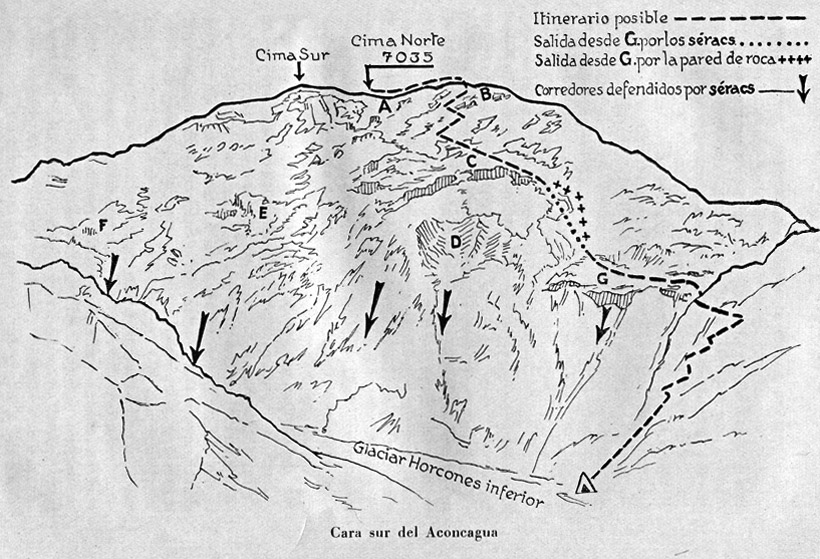 Itinerario posible
Salida desde G.por los séracs
Salida desde G.por la pared de roca
Corredores defendidos por séracs
Cima Sur
Cima Norte
7035
A
B
C
D
E
F
G
Glaciar Horcones inferior
Cara sur del Aconcagua